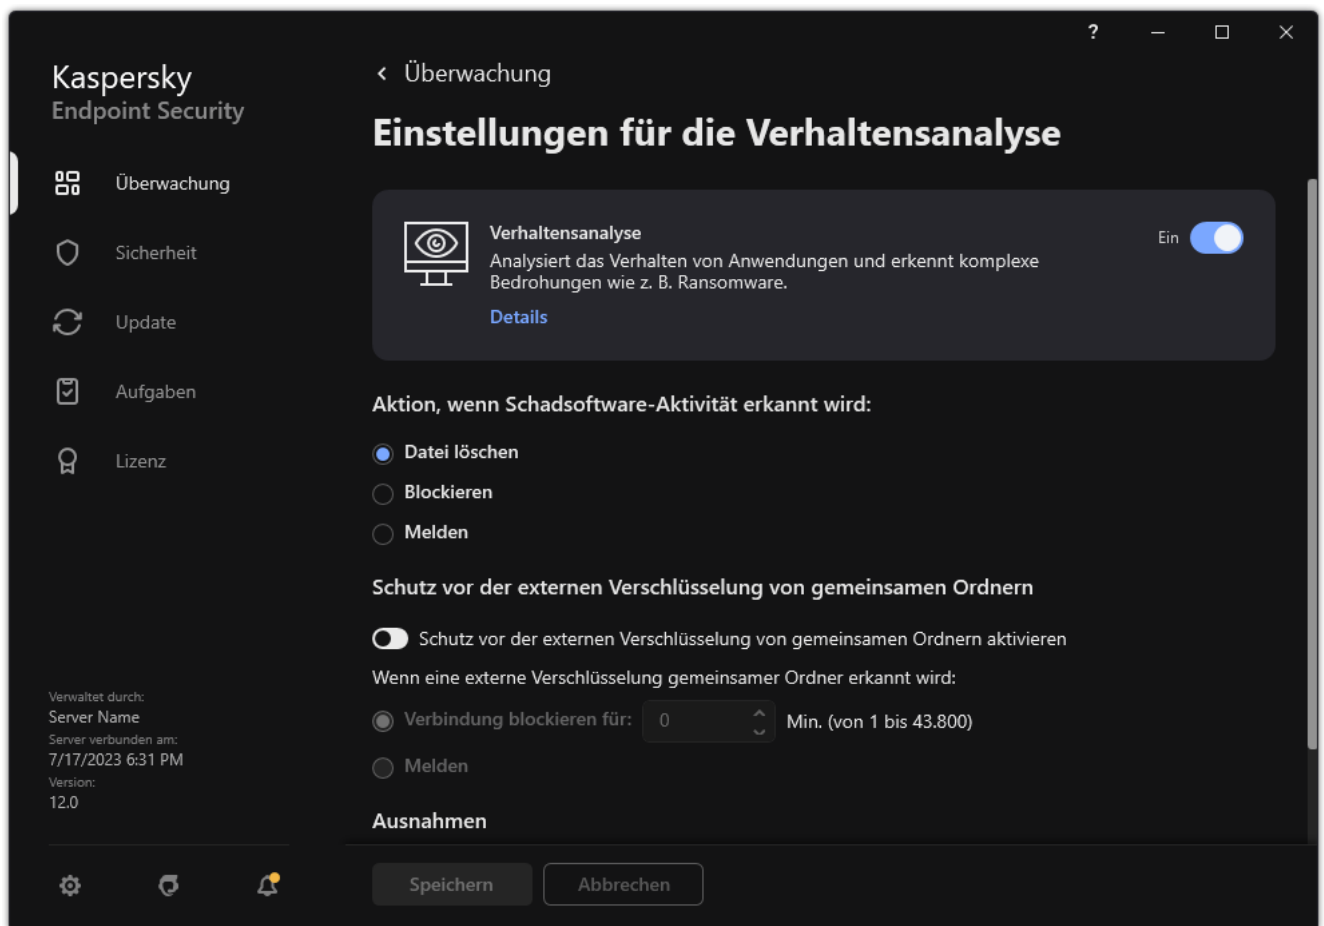 ?
Kaspersky
Endpoint Security
Überwachung
Sicherheit
Update
Aufgaben
Lizenz
Verwaltet durch:
Server Name
Server verbunden am:
7/17/2023 6:31 PM
Version:
12.0
Überwachung
Einstellungen für die Verhaltensanalyse
Verhaltensanalyse
Ein
Analysiert das Verhalten von Anwendungen und erkennt komplexe
Bedrohungen wie z. B. Ransomware.
Details
Aktion, wenn Schadsoftware-Aktivität erkannt wird:
Datei löschen
Blockieren
Melden
Schutz vor der externen Verschlüsselung von gemeinsamen Ordnern
Schutz vor der externen Verschlüsselung von gemeinsamen Ordnern aktivieren
Wenn eine externe Verschlüsselung gemeinsamer Ordner erkannt wird:
Verbindung blockieren für: 0 Min. (von 1 bis 43.800)
Melden
Ausnahmen
Speichern Abbrechen